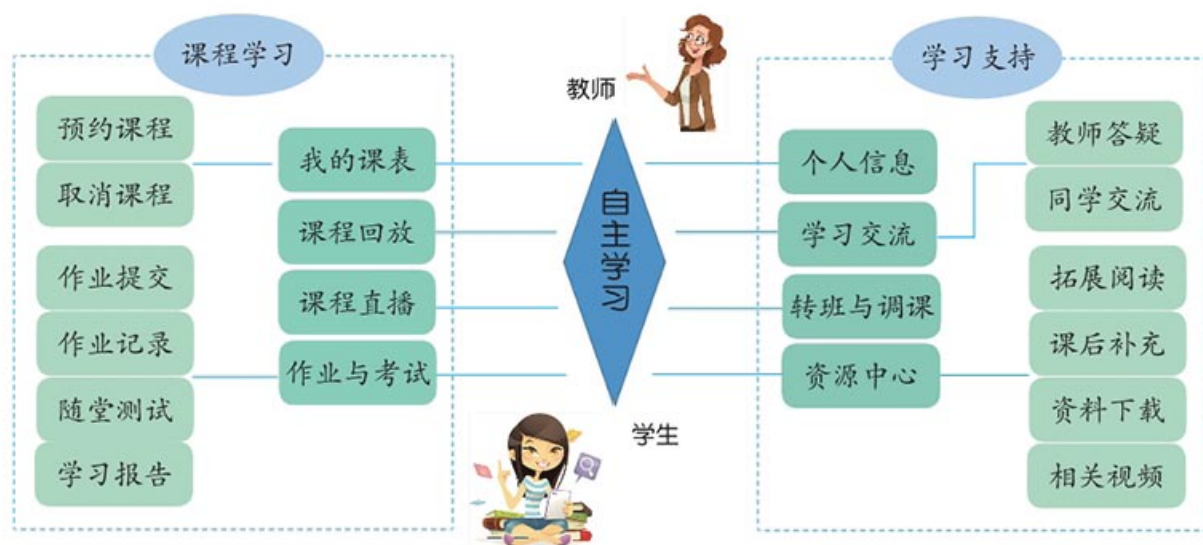 课程学习
预约课程
取消课程
作业提交
作业记录
随堂测试
学习报告
我的课表
课程回放
课程直播
作业与考试
教师
自主学习
学生
学习支持
个人信息
学习交流
转班与调课
资源中心
教师答疑
同学交流
拓展阅读
课后补充
资料下载
相关视频